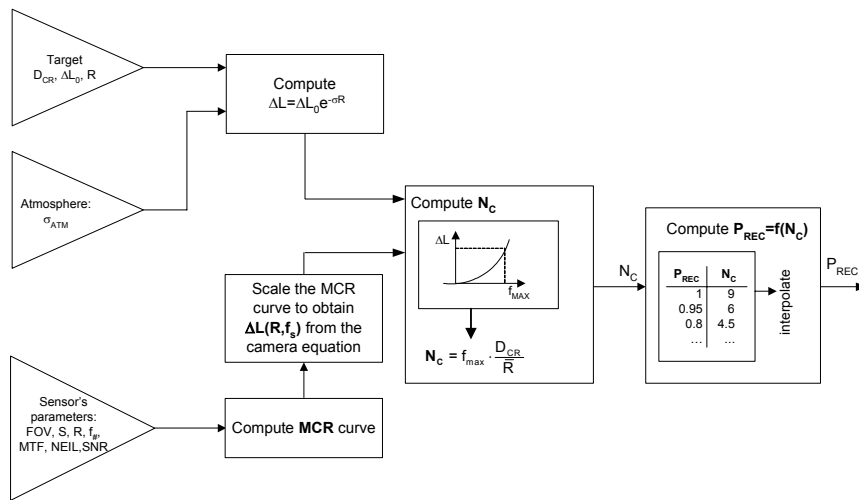 Target
D_CR, ΔL_0, R
Compute
ΔL=ΔL_0e^-σR
Atmosphere:
σ_ATM
Scale the MCR
curve to obtain
ΔL(R,f_s) from the
camera equation
Sensor's
parameters:
FOV, S, R, f_#,
MTF, NEIL,SNR
Compute MCR curve
Compute N_C
ΔL
f_MAX
N_C = f_max · D_CR / R
N_C
Compute P_REC=f(N_C)
P_REC N_C
1 9
0.95 6
0.8 4.5
... ...
interpolate
P_REC